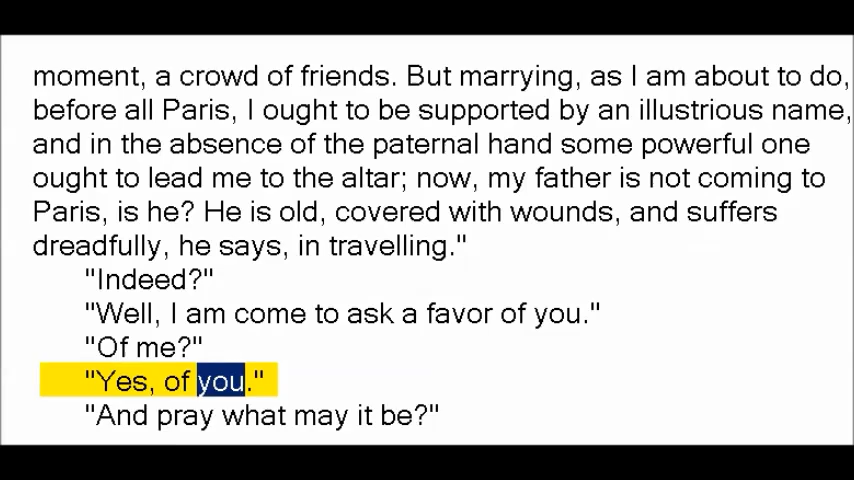 moment, a crowd of friends. But marrying, as I am about to do,
before all Paris, I ought to be supported by an illustrious name,
and in the absence of the paternal hand some powerful one
ought to lead me to the altar; now, my father is not coming to
Paris, is he? He is old, covered with wounds, and suffers
dreadfully, he says, in travelling."
"Indeed?"
"Well, I am come to ask a favor of you."
"Of me?"
"Yes, of you."
"And pray what may it be?"